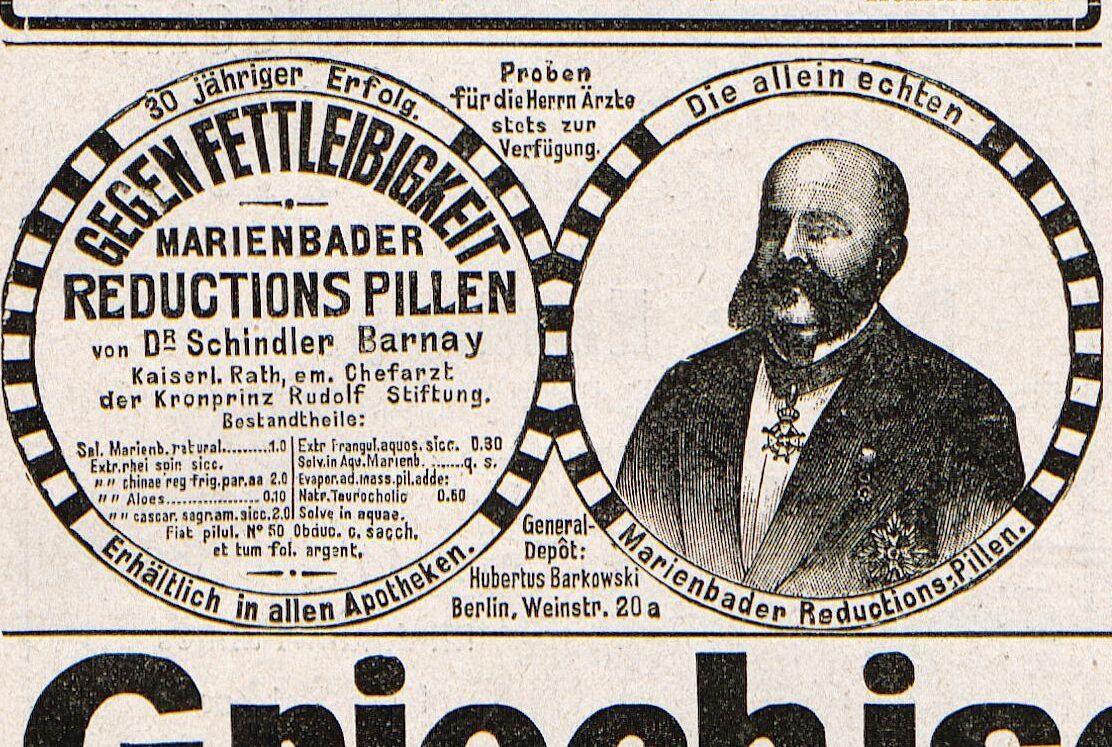 30 jähriger Erfolg.
GEGEN FETTLEIBIGKEIT
MARIENBADER
REDUCTIONS PILLEN
von DR Schindler Barnay
Kaiserl. Rath, em. Chefarzt
der Kronprinz Rudolf Stiftung.
Bestandtheile:
Sal. Marienb. natural.........1.0
Extr. rhei spir. sicc.
" " chinae reg frig. par. aa 2.0
" " Aloes................0.10
" " cascar. sagram. sicc. 2.0
Extr Frangul. aquos. sicc. 0.30
Solv. in Aqu. Marienb. .......q. s.
Evapor. ad. mass. pil. adde:
Natr. Taurocholic 0.50
Solve in aquae.
Fiat pilul. No 50 Obduc. c. sacch.
et tum fol. argent.
Erhältlich in allen Apotheken.
Proben
für die Herrn Ärzte
stets zur
Verfügung.
General-
Depôt:
Hubertus Barkowski
Berlin, Weinstr. 20 a
Die allein echten
Marienbader Reductions-Pillen.